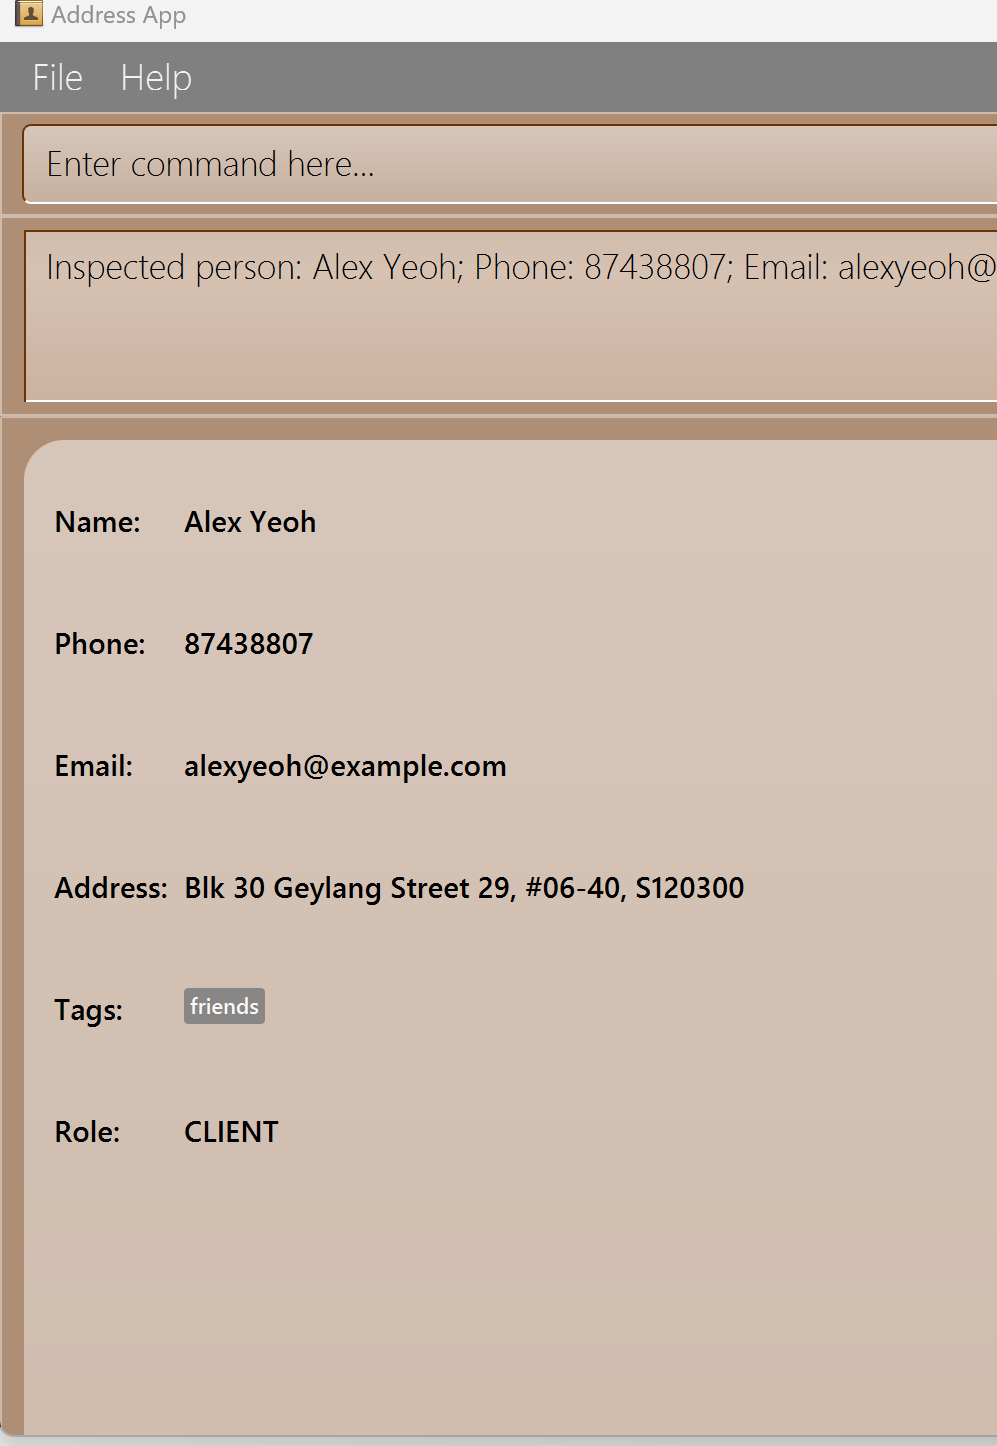 Address App
File Help
Enter command here...
Inspected person: Alex Yeoh; Phone: 87438807; Email: alexyeoh@
Name: Alex Yeoh
Phone: 87438807
Email: alexyeoh@example.com
Address: Blk 30 Geylang Street 29, #06-40, S120300
Tags: friends
Role: CLIENT